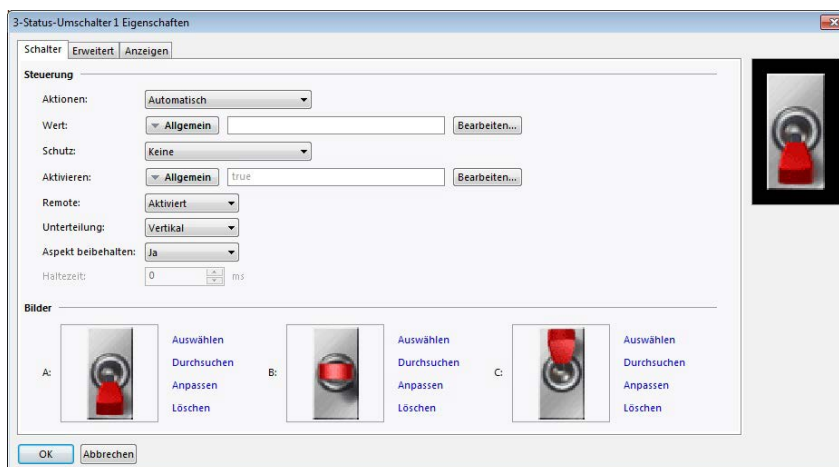 3-Status-Umschalter1 Eigenschaften
Schalter Erweitert Anzeigen
Steuerung
Aktionen: Automatisch
Wert: Allgemein Bearbeiten...
Schutz: Keine
Aktivieren: Allgemein true Bearbeiten...
Remote: Aktiviert
Unterteilung: Vertikal
Aspekt beibehalten: Ja
Haltezeit: 0 ms
Bilder
A:
Auswählen
Durchsuchen
Anpassen
Löschen
B:
Auswählen
Durchsuchen
Anpassen
Löschen
C:
Auswählen
Durchsuchen
Anpassen
Löschen
OK Abbrechen